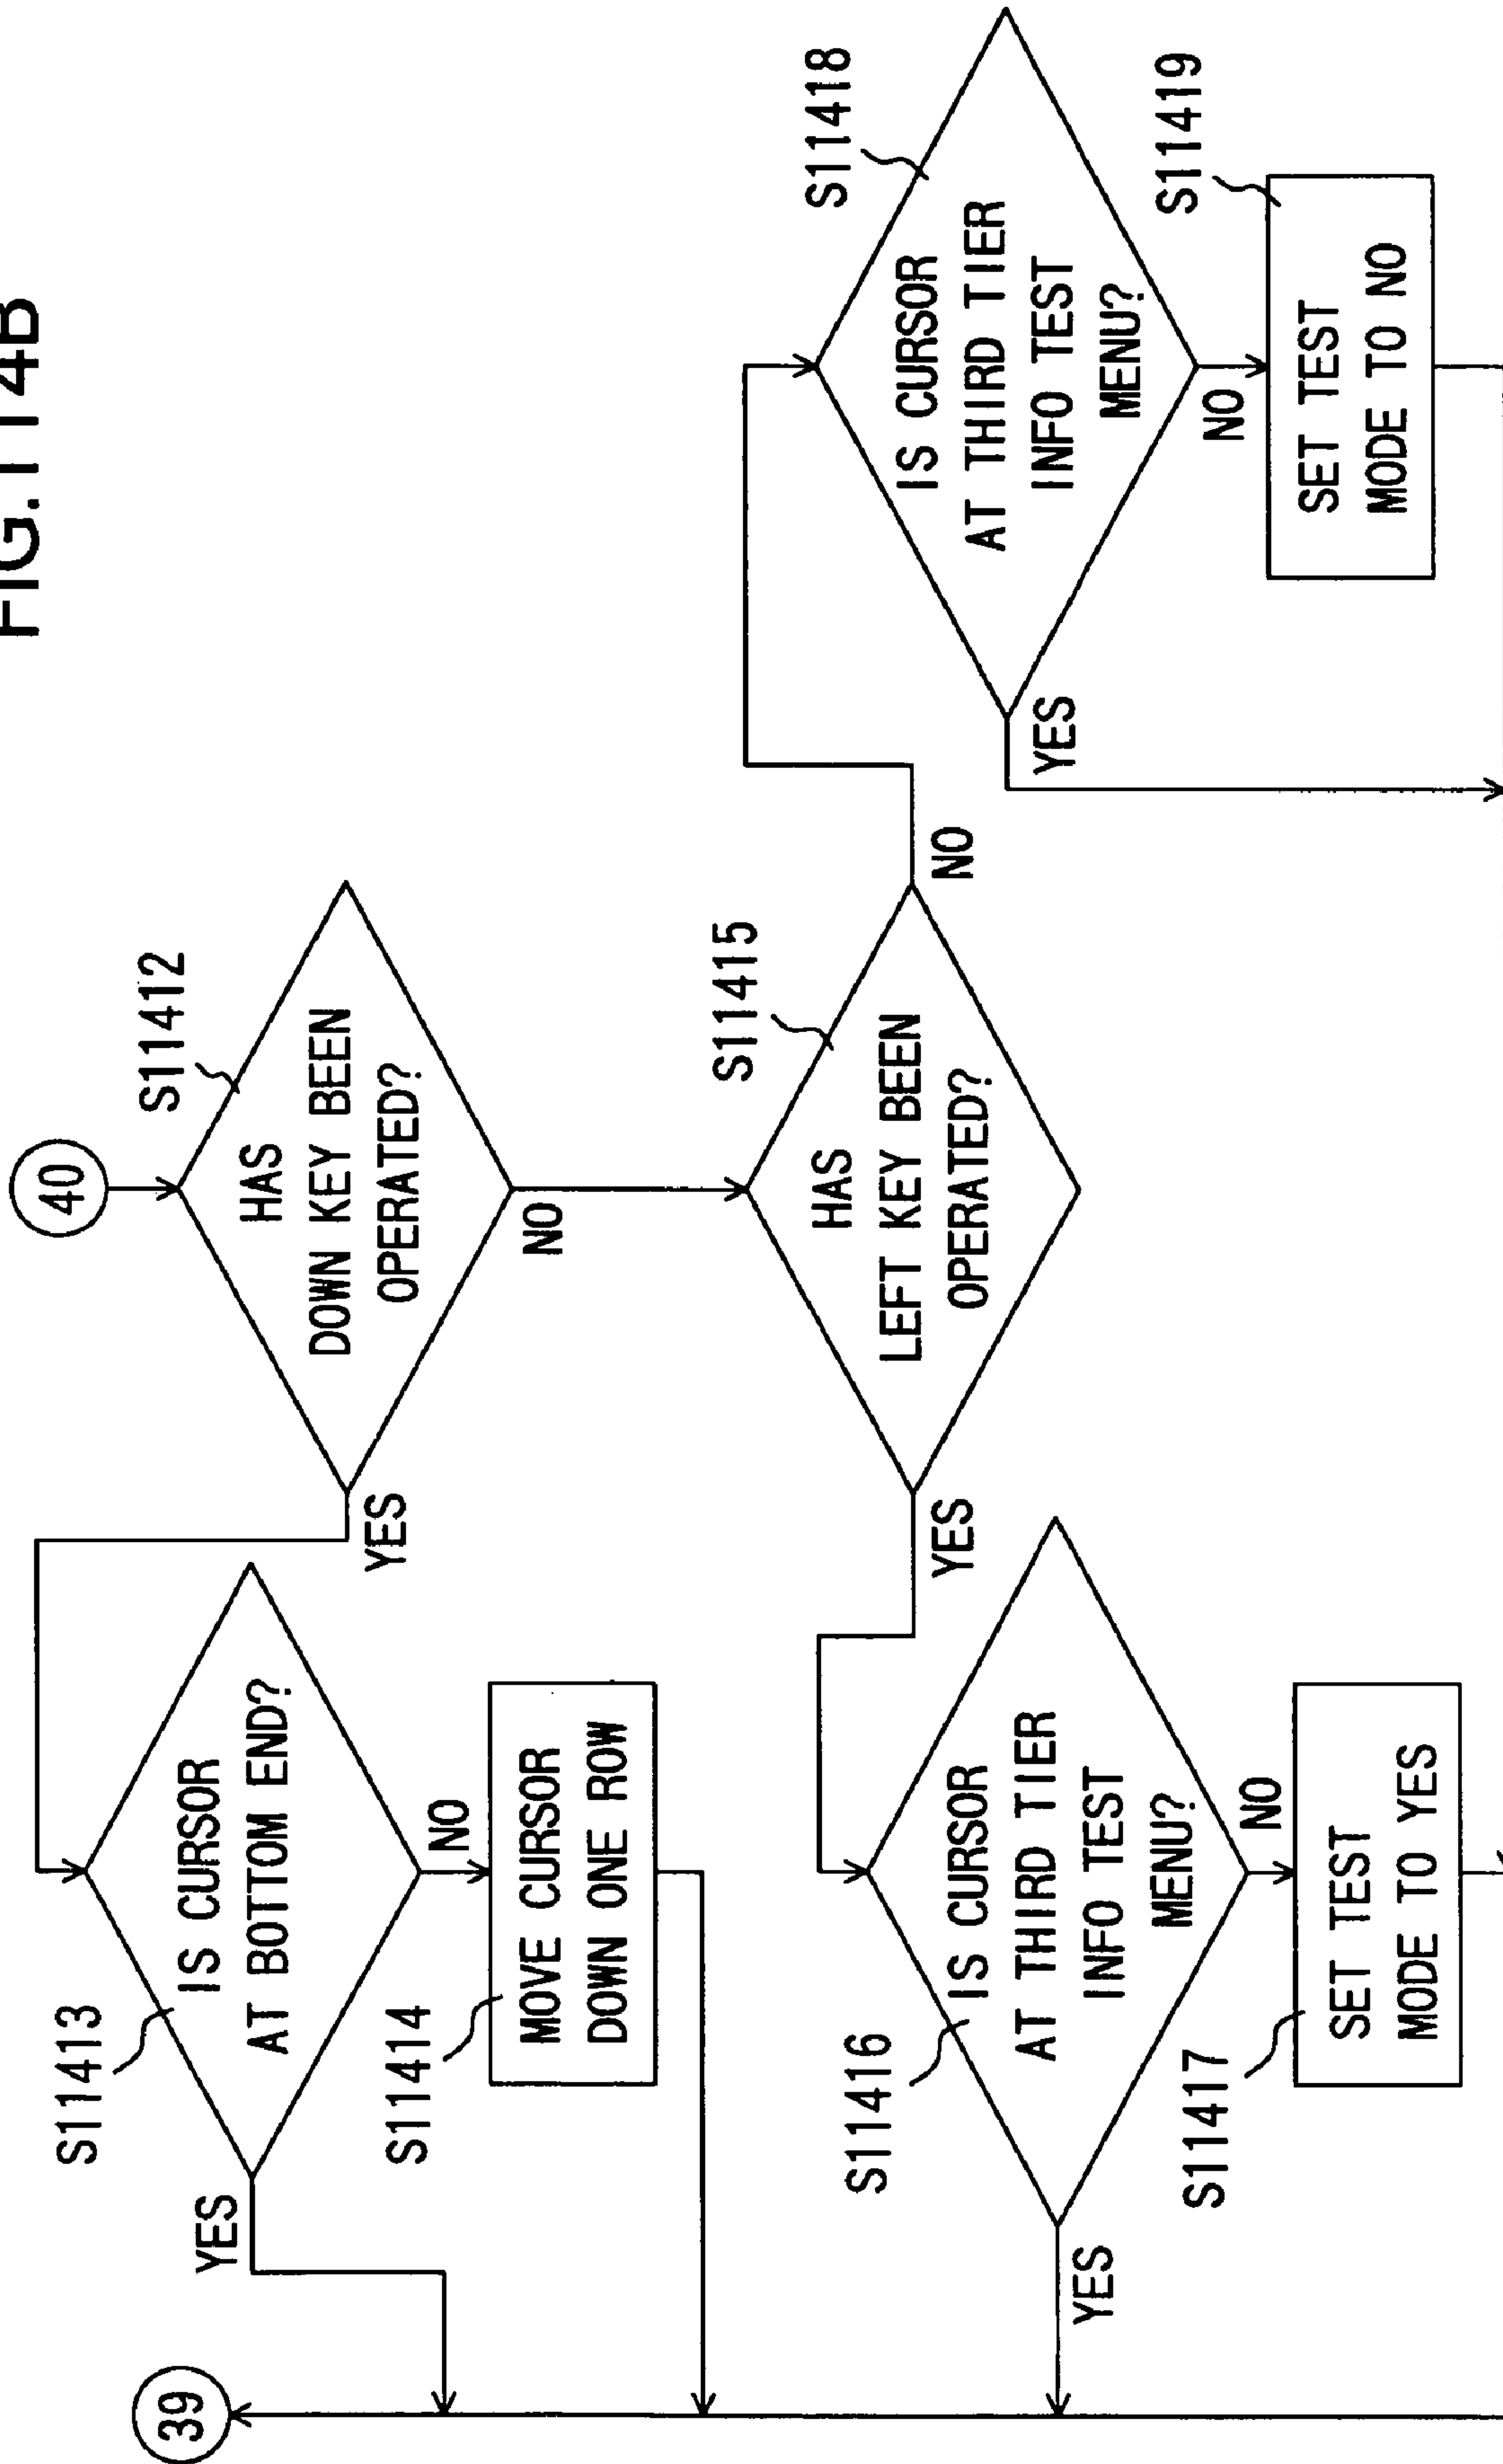 FIG.114B
40
S11412
HAS
DOWN KEY BEEN
OPERATED?
YES
NO
S11413
IS CURSOR
AT BOTTOM END?
YES
NO
S11414
MOVE CURSOR
DOWN ONE ROW
39
S11415
HAS
LEFT KEY BEEN
OPERATED?
YES
NO
S11416
IS CURSOR
AT THIRD TIER
INFO TEST
MENU?
YES
NO
S11417
SET TEST
MODE TO YES
S11418
IS CURSOR
AT THIRD TIER
INFO TEST
MENU?
YES
NO
S11419
SET TEST
MODE TO NO